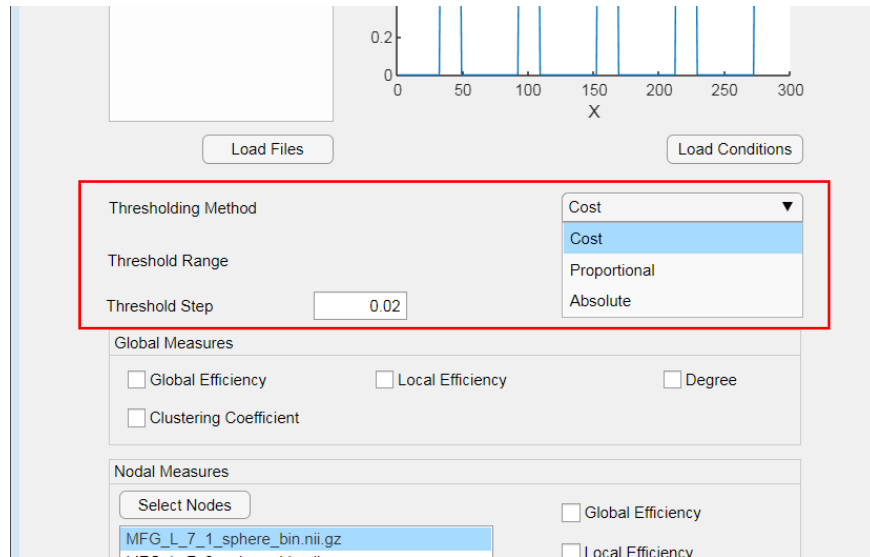 0.2
0
0 50 100 150 200 250 300
X
Load Files Load Conditions
Thresholding Method Cost
Cost
Threshold Range
Proportional
Threshold Step 0.02 Absolute
Global Measures
Global Efficiency Local Efficiency Degree
Clustering Coefficient
Nodal Measures
Select Nodes Global Efficiency
MFG_L_7_1_sphere_bin.nii.gz
Local Efficiency